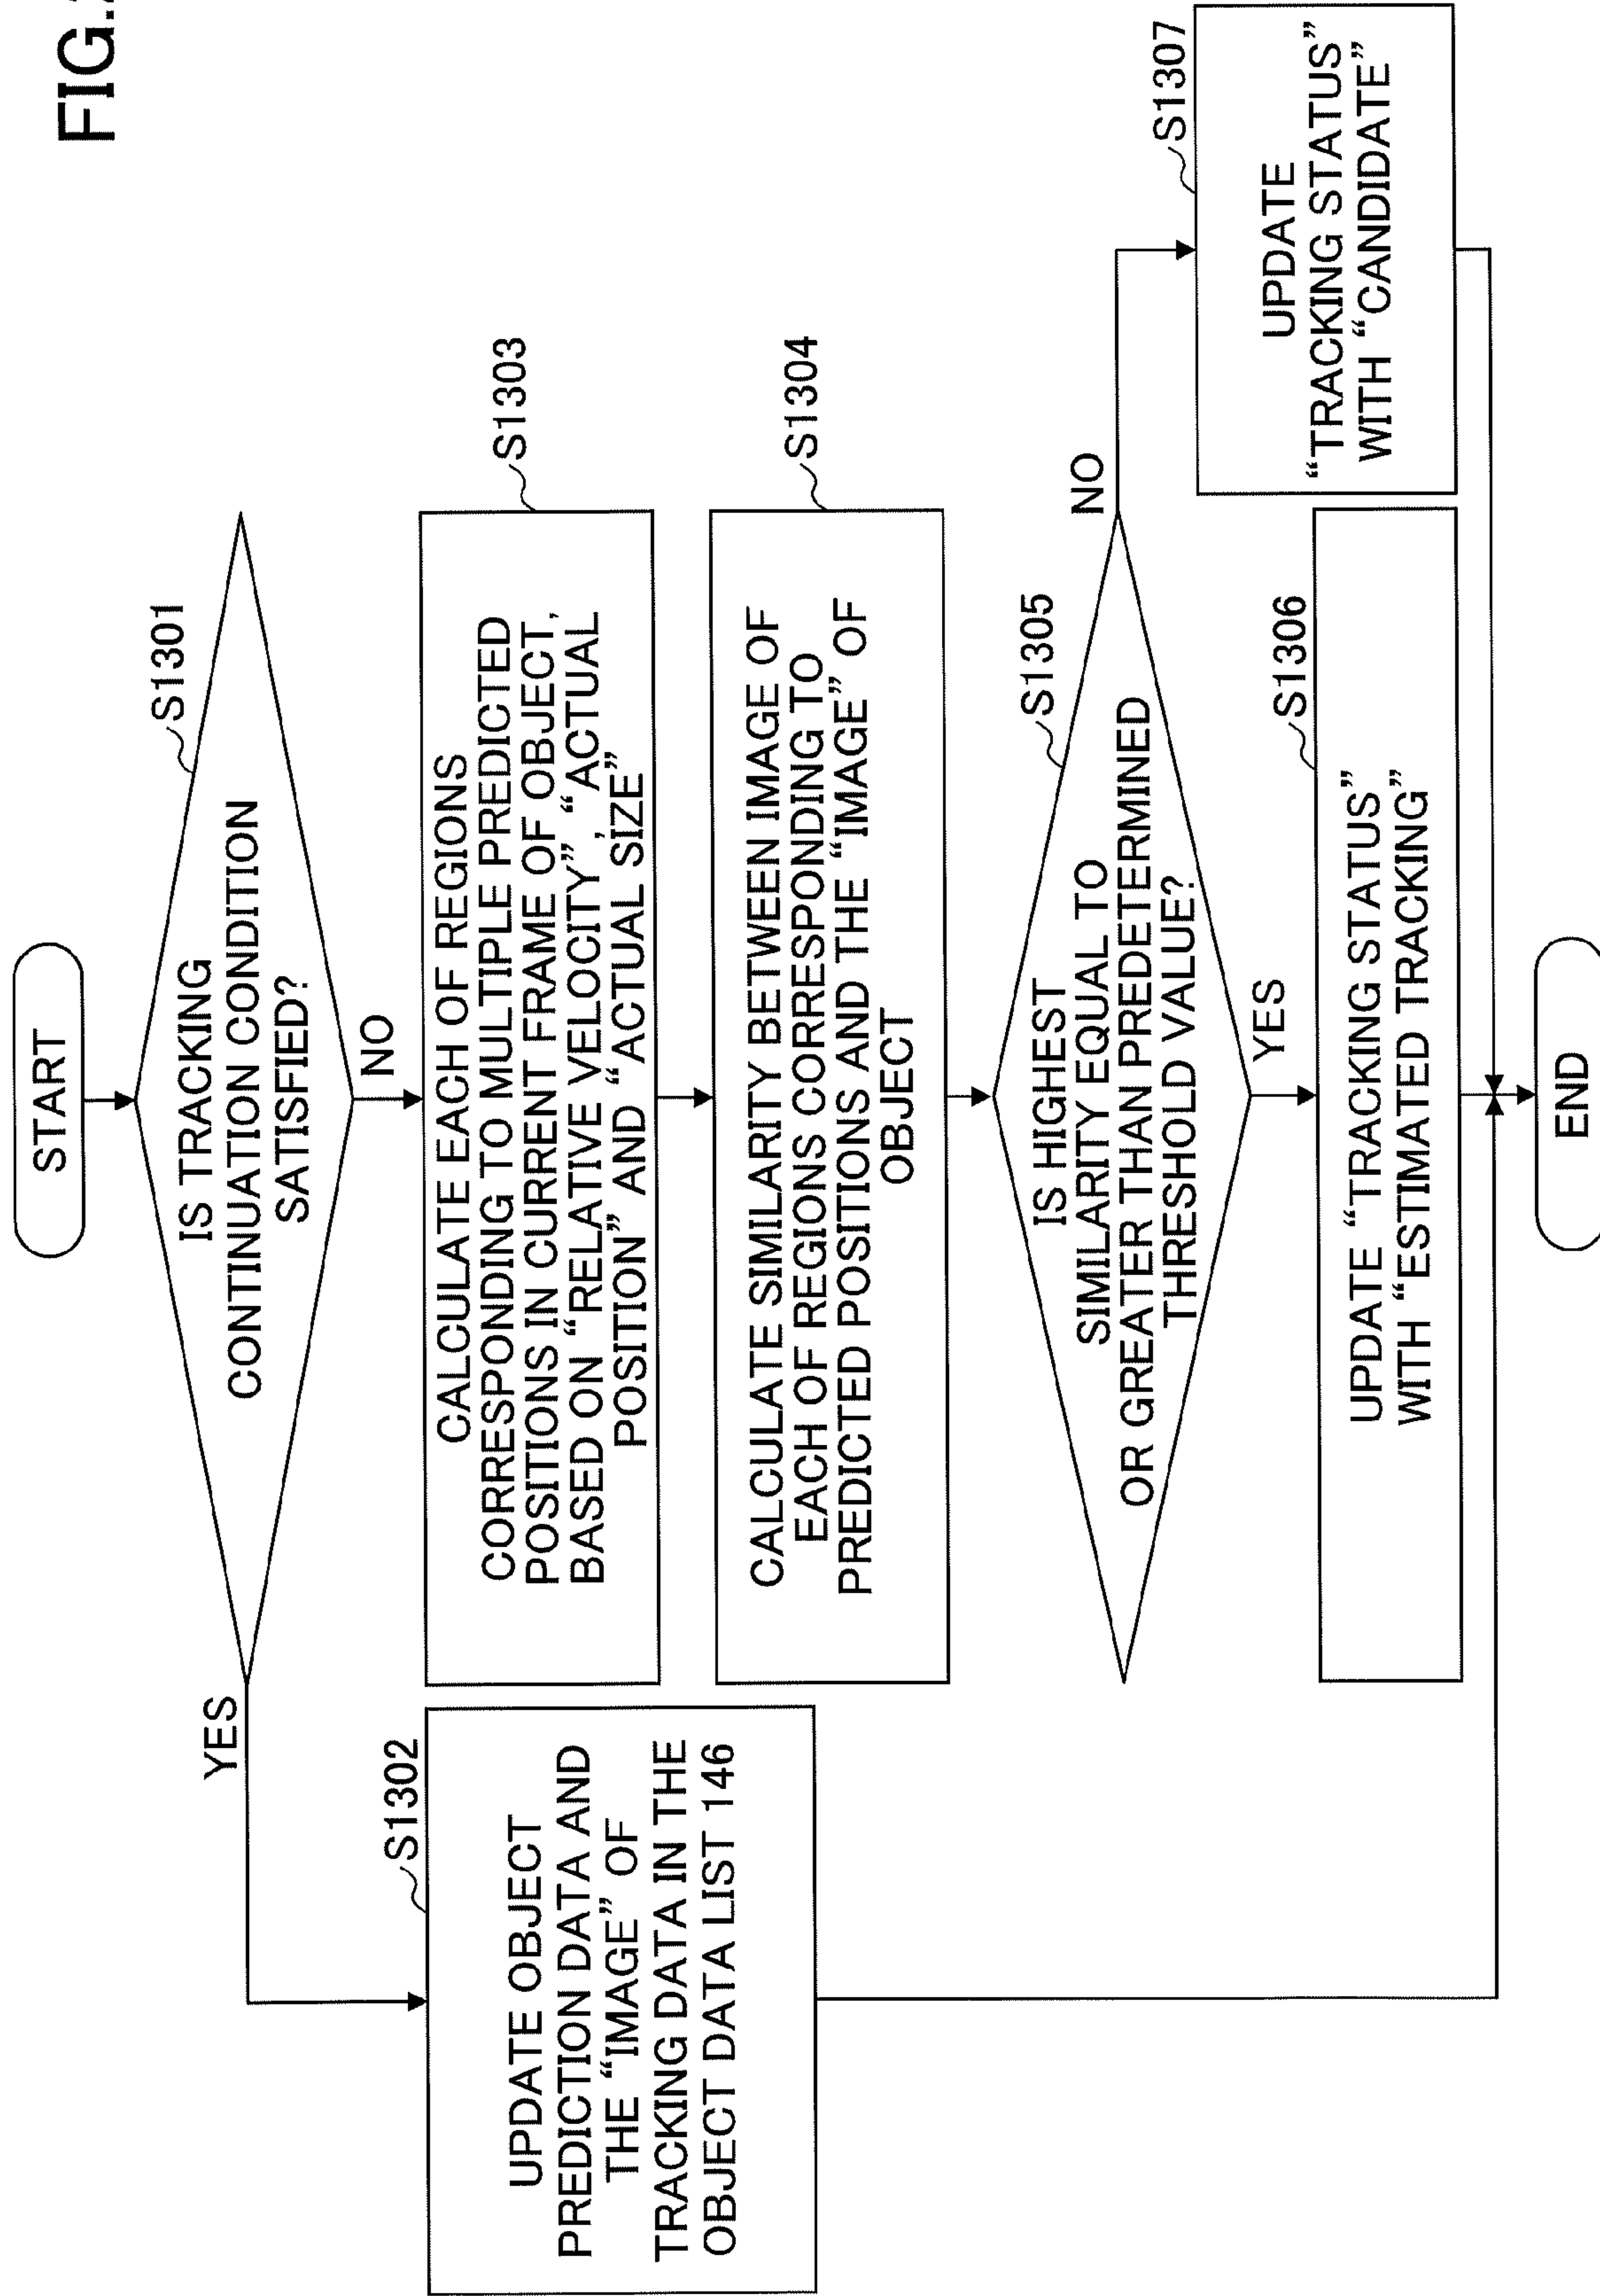 FIG.
START
S1301
IS TRACKING
CONTINUATION CONDITION
SATISFIED?
YES
NO
S1302
UPDATE OBJECT
PREDICTION DATA AND
THE “IMAGE” OF
TRACKING DATA IN THE
OBJECT DATA LIST 146
S1303
CALCULATE EACH OF REGIONS
CORRESPONDING TO MULTIPLE PREDICTED
POSITIONS IN CURRENT FRAME OF OBJECT,
BASED ON “RELATIVE VELOCITY”, “ACTUAL
POSITION” AND “ACTUAL SIZE”
S1304
CALCULATE SIMILARITY BETWEEN IMAGE OF
EACH OF REGIONS CORRESPONDING TO
PREDICTED POSITIONS AND THE “IMAGE” OF
OBJECT
S1305
IS HIGHEST
SIMILARITY EQUAL TO
OR GREATER THAN PREDETERMINED
THRESHOLD VALUE?
NO
YES
S1306
UPDATE “TRACKING STATUS”
WITH “ESTIMATED TRACKING”
S1307
UPDATE
“TRACKING STATUS”
WITH “CANDIDATE”
END